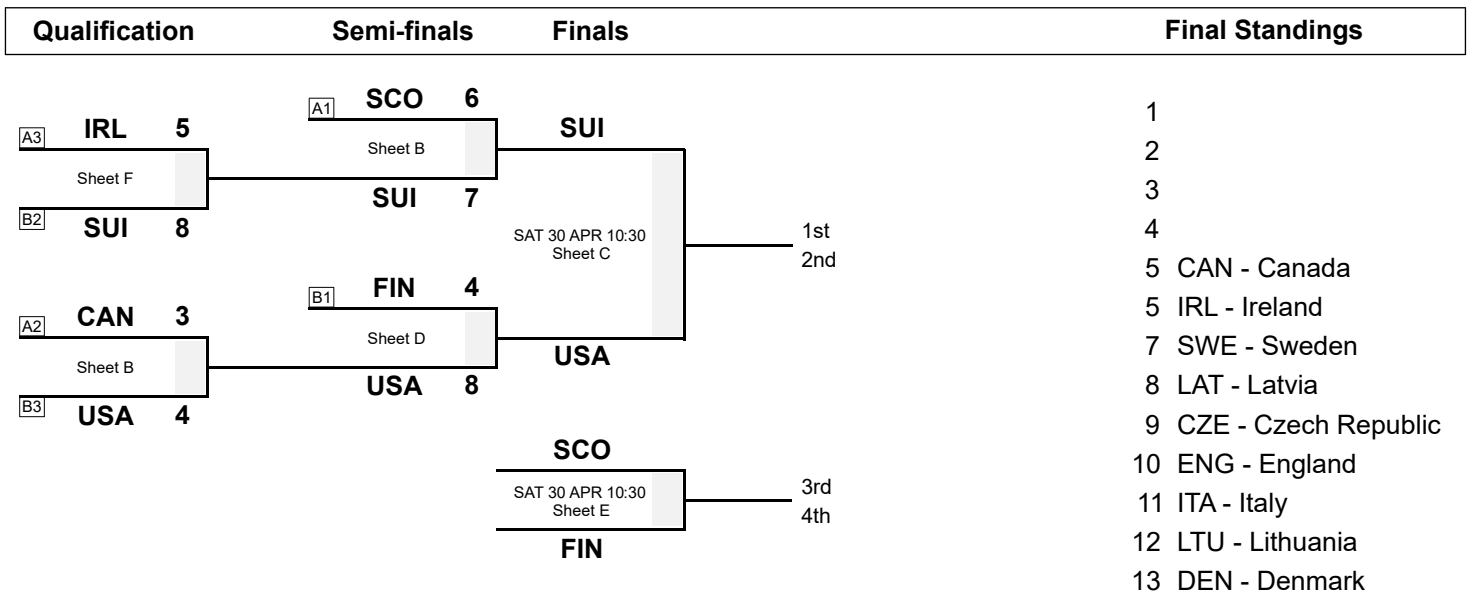 Qualification Semi-finals Finals Final Standings
A1 SCO 6
A3 IRL 5
Sheet B
SUI
Sheet F
SUI 7
B2 SUI 8
SAT 30 APR 10:30
Sheet C
1st
2nd
B1 FIN 4
A2 CAN 3
Sheet D
USA
Sheet B
USA 8
B3 USA 4
SCO
SAT 30 APR 10:30
Sheet E
3rd
4th
FIN
1
2
3
4
5 CAN - Canada
5 IRL - Ireland
7 SWE - Sweden
8 LAT - Latvia
9 CZE - Czech Republic
10 ENG - England
11 ITA - Italy
12 LTU - Lithuania
13 DEN - Denmark